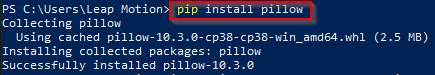 PS C:\Users\Leap Motion> pip install pillow
Collecting pillow
  Using cached pillow-10.3.0-cp38-cp38-win_amd64.whl (2.5 MB)
Installing collected packages: pillow
Successfully installed pillow-10.3.0